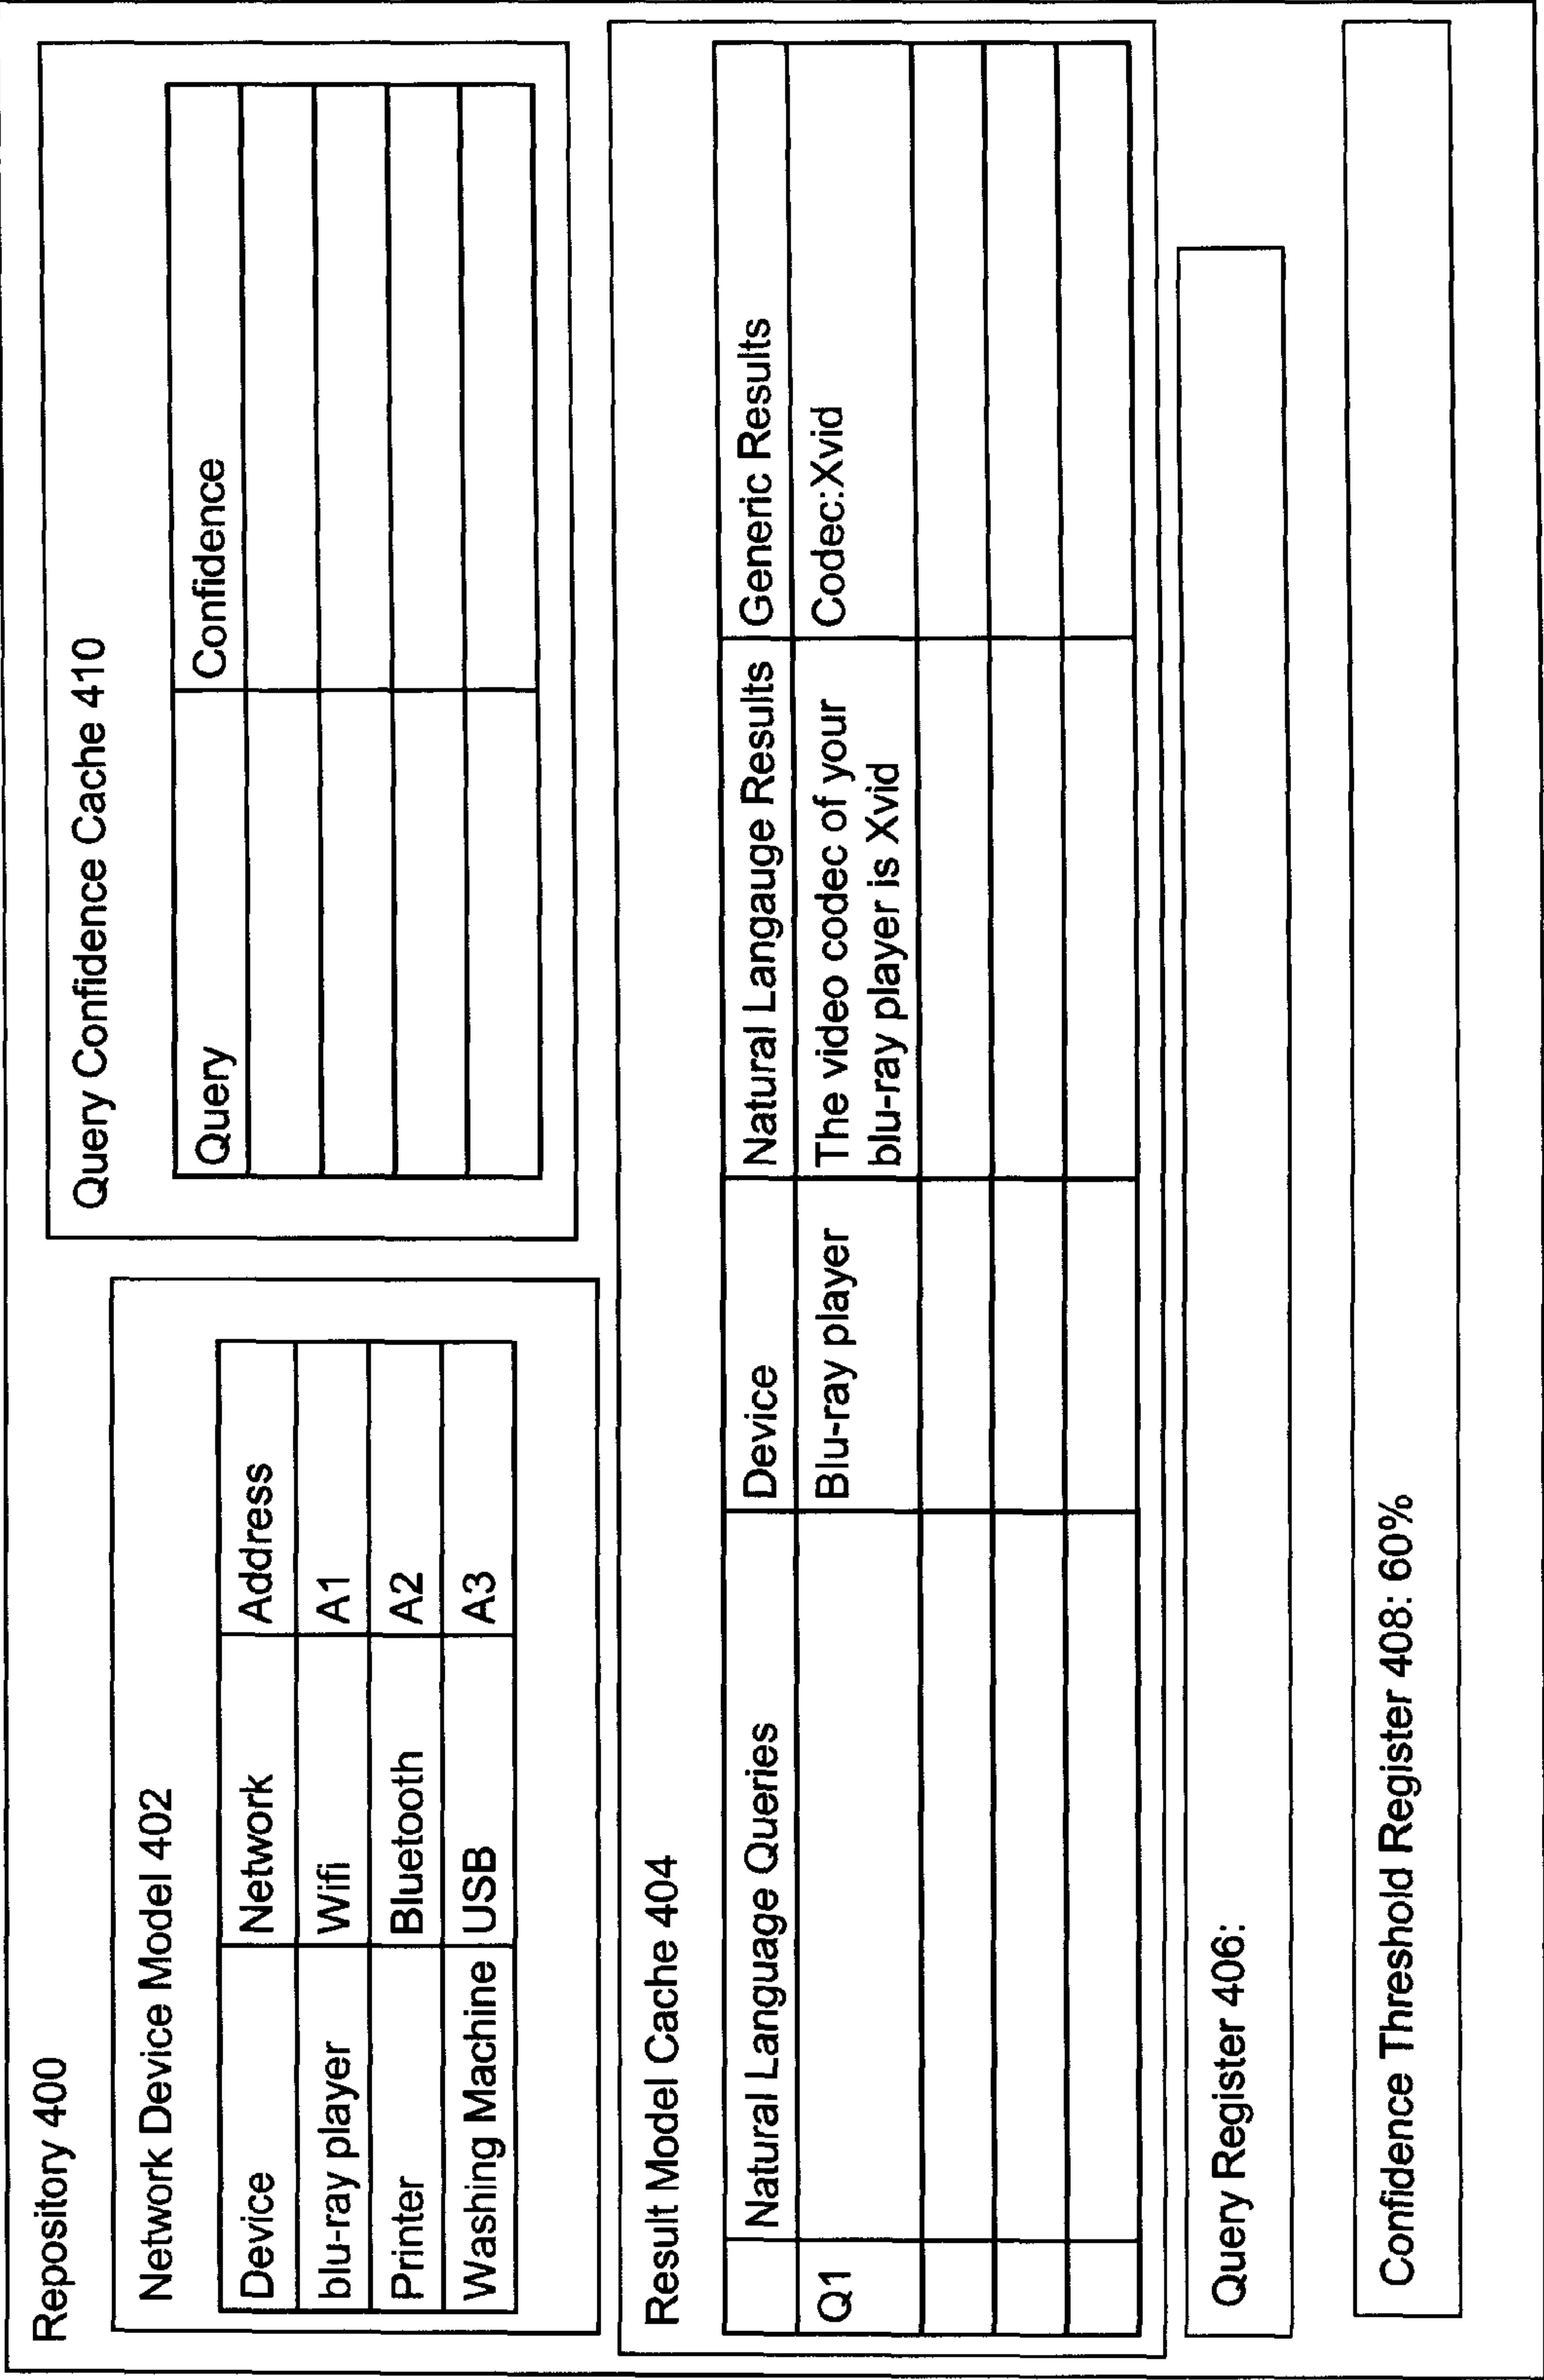 Repository 400
Network Device Model 402
Device Network Address
blu-ray player Wifi A1
Printer Bluetooth A2
Washing Machine USB A3
Query Confidence Cache 410
Query Confidence
Result Model Cache 404
Natural Language Queries Device Natural Langauge Results Generic Results
Q1 Blu-ray player The video codec of your Codec:Xvid
blu-ray player is Xvid
Query Register 406:
Confidence Threshold Register 408: 60%